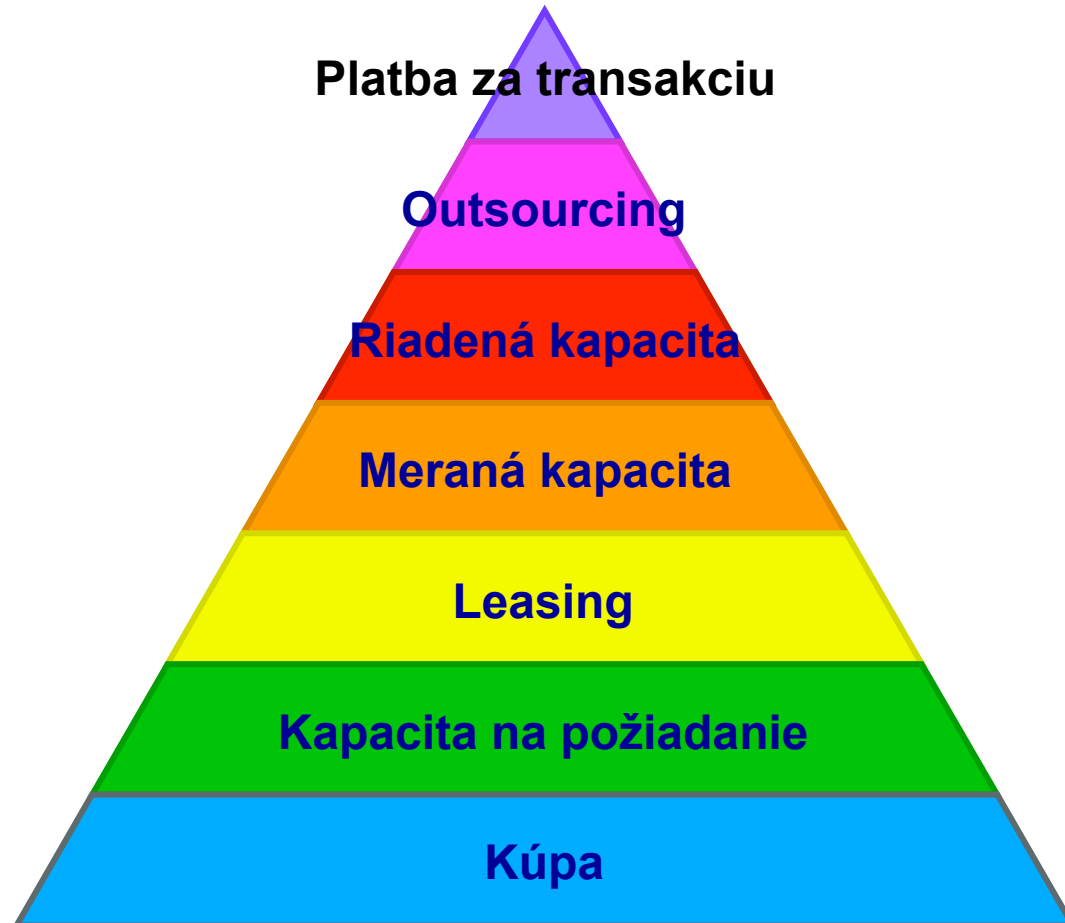 Platba za transakciu
Outsourcing
Riadená kapacita
Meraná kapacita
Leasing
Kapacita na požiadanie
Kúpa